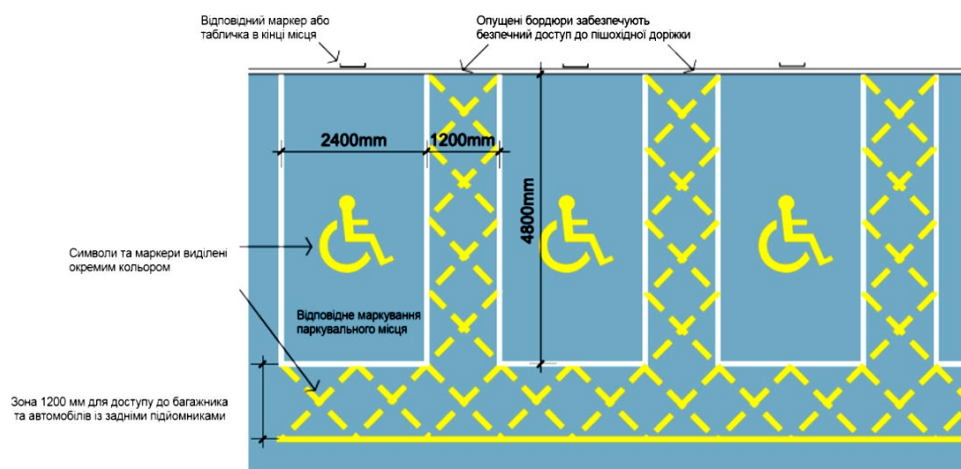 Відповідний маркер або
табличка в кінці місця
Опущені бордюри забезпечують
безпечний доступ до пішохідної доріжки
2400mm
1200mm
4800mm
Символи та маркери виділені
окремим кольором
Відповідне маркування
паркувального місця
Зона 1200 мм для доступу до багажника
та автомобілів із задніми підйомниками